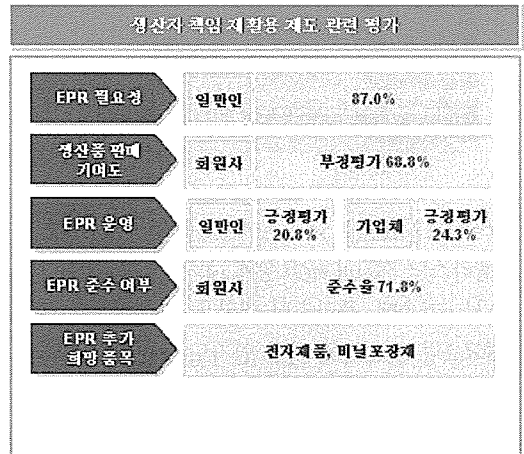 생산자 책임 재활용 제도 관련 평가
EPR 필요성
일반인
87.0%
생산품 판매
기여도
회원사
부정평가 68.8%
EPR 운영
일반인
긍정평가
20.8%
기업체
긍정평가
24.3%
EPR 준수 여부
회원사
준수율 71.8%
EPR 추가
희망 품목
전자제품, 비닐포장재